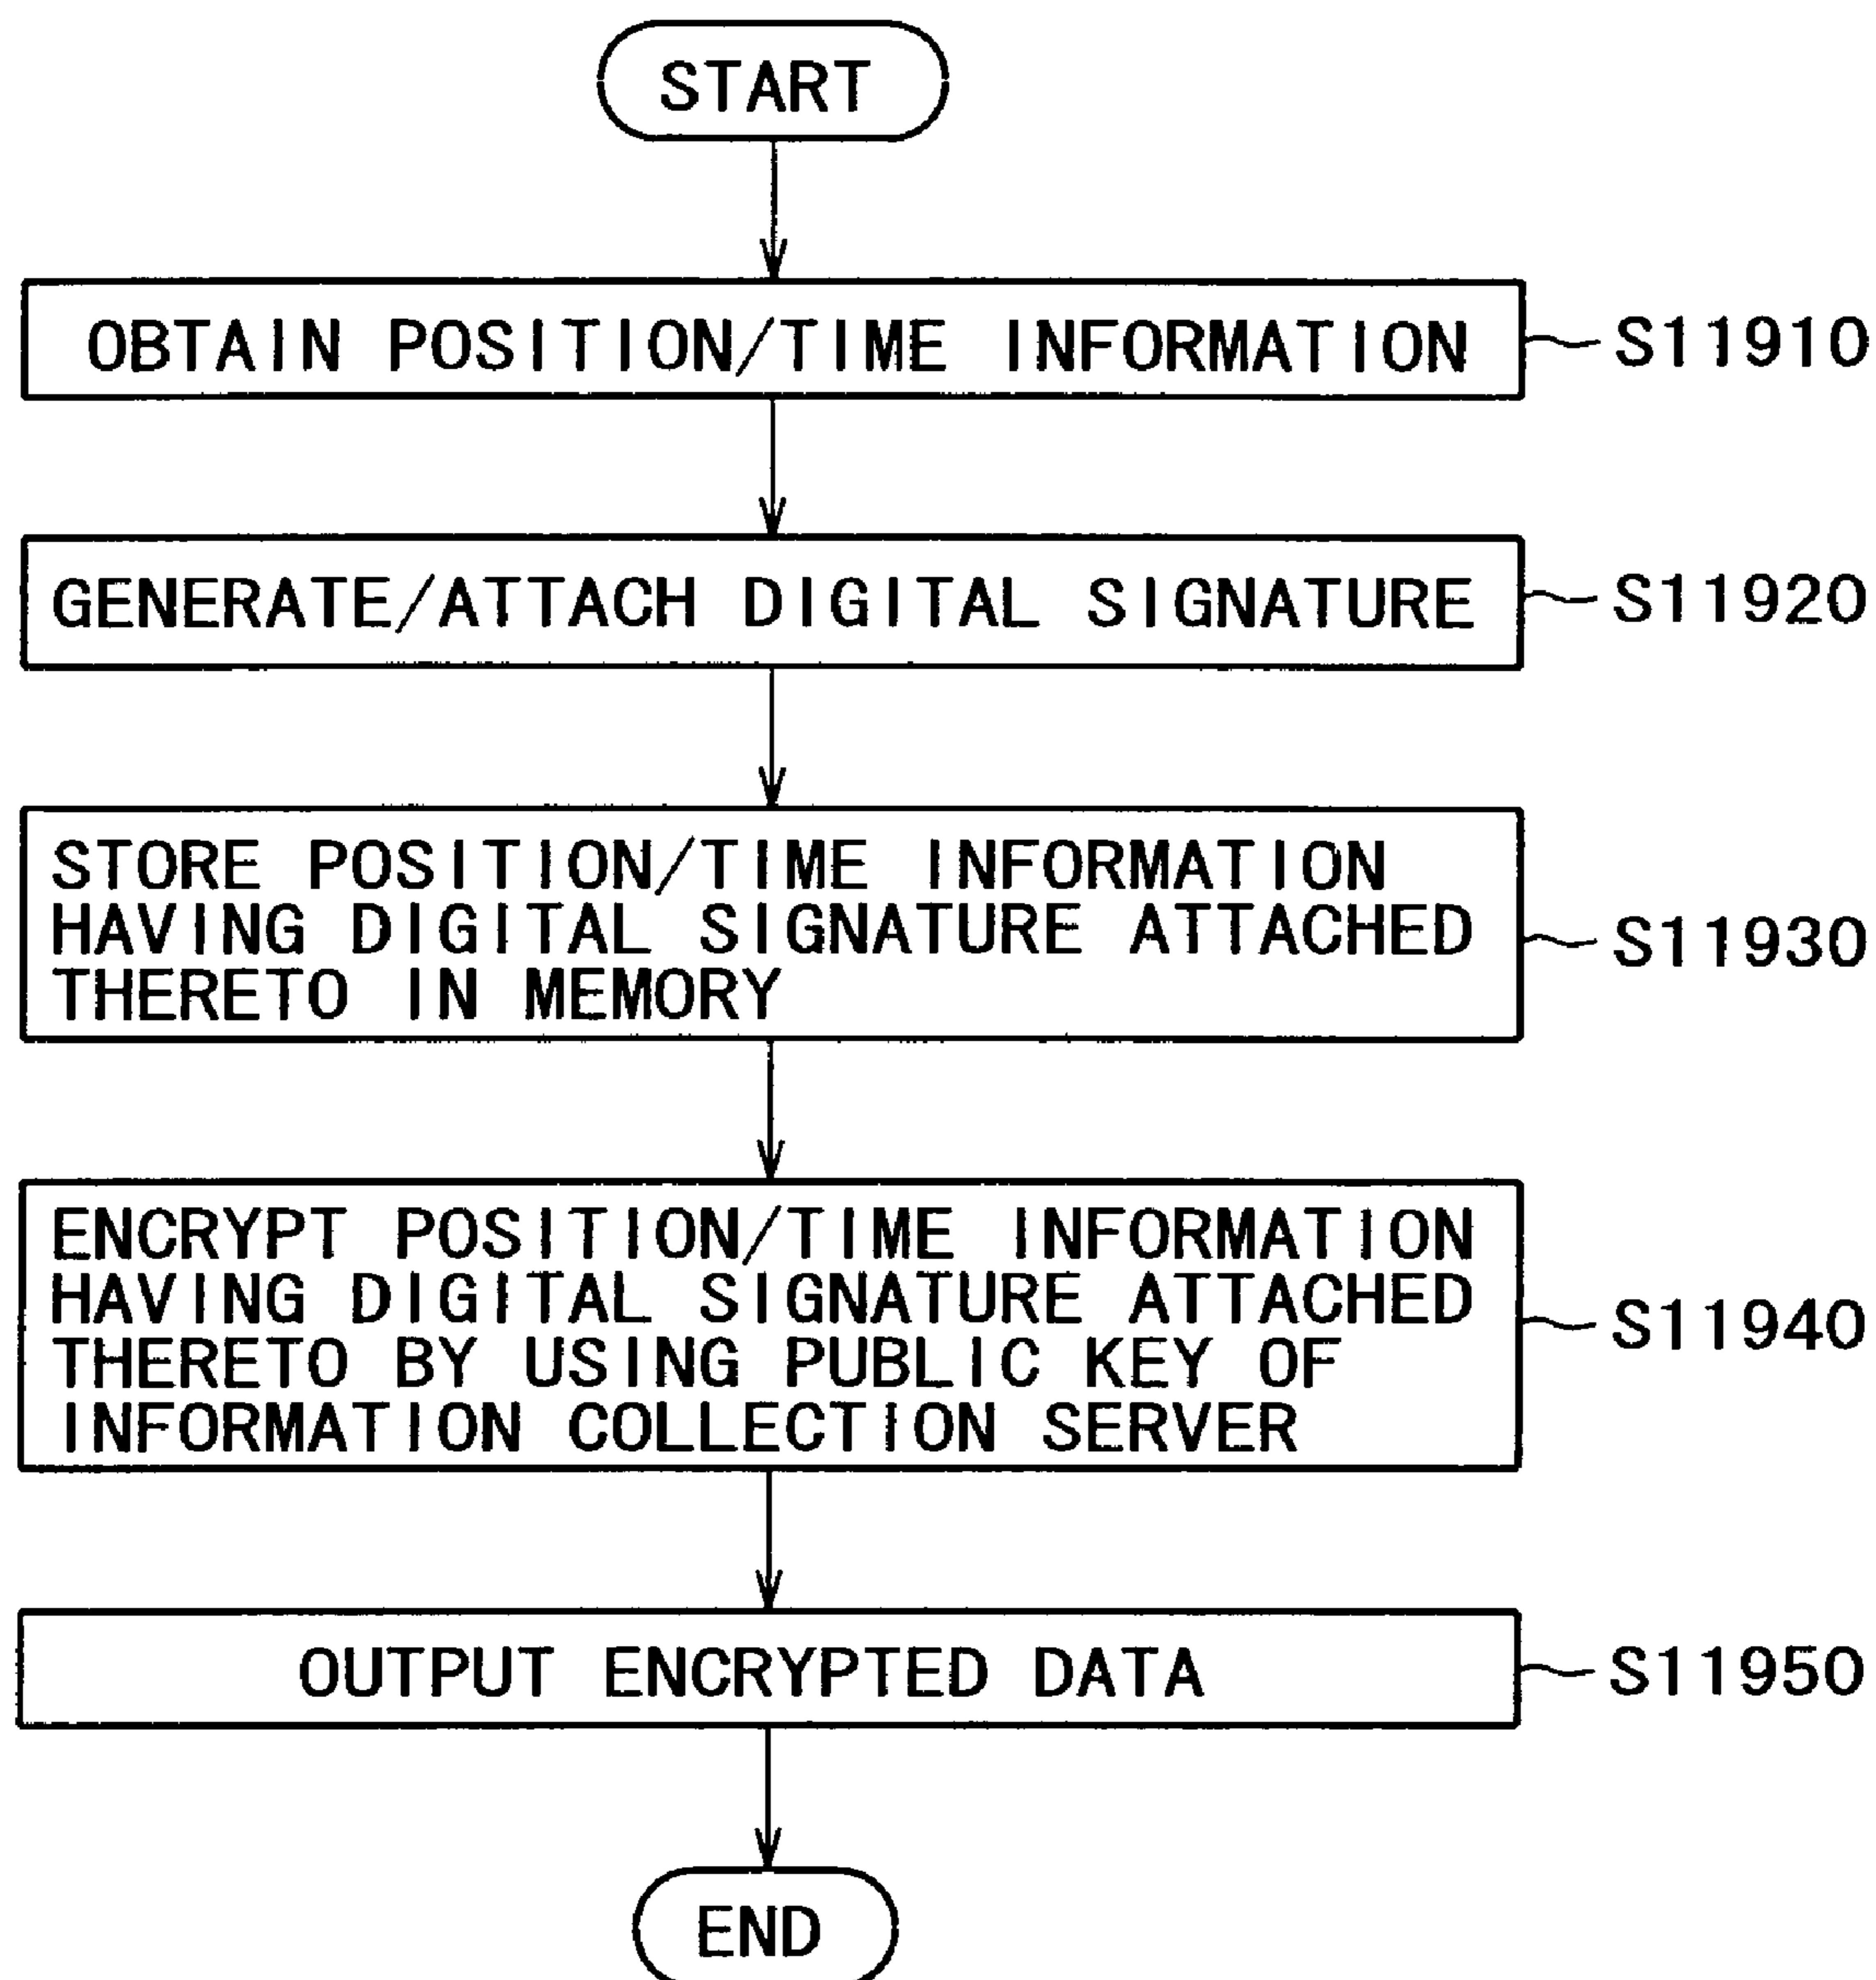 START
OBTAIN POSITION/TIME INFORMATION
S11910
GENERATE/ATTACH DIGITAL SIGNATURE
S11920
STORE POSITION/TIME INFORMATION
HAVING DIGITAL SIGNATURE ATTACHED
THERETO IN MEMORY
S11930
ENCRYPT POSITION/TIME INFORMATION
HAVING DIGITAL SIGNATURE ATTACHED
THERETO BY USING PUBLIC KEY OF
INFORMATION COLLECTION SERVER
S11940
OUTPUT ENCRYPTED DATA
S11950
END